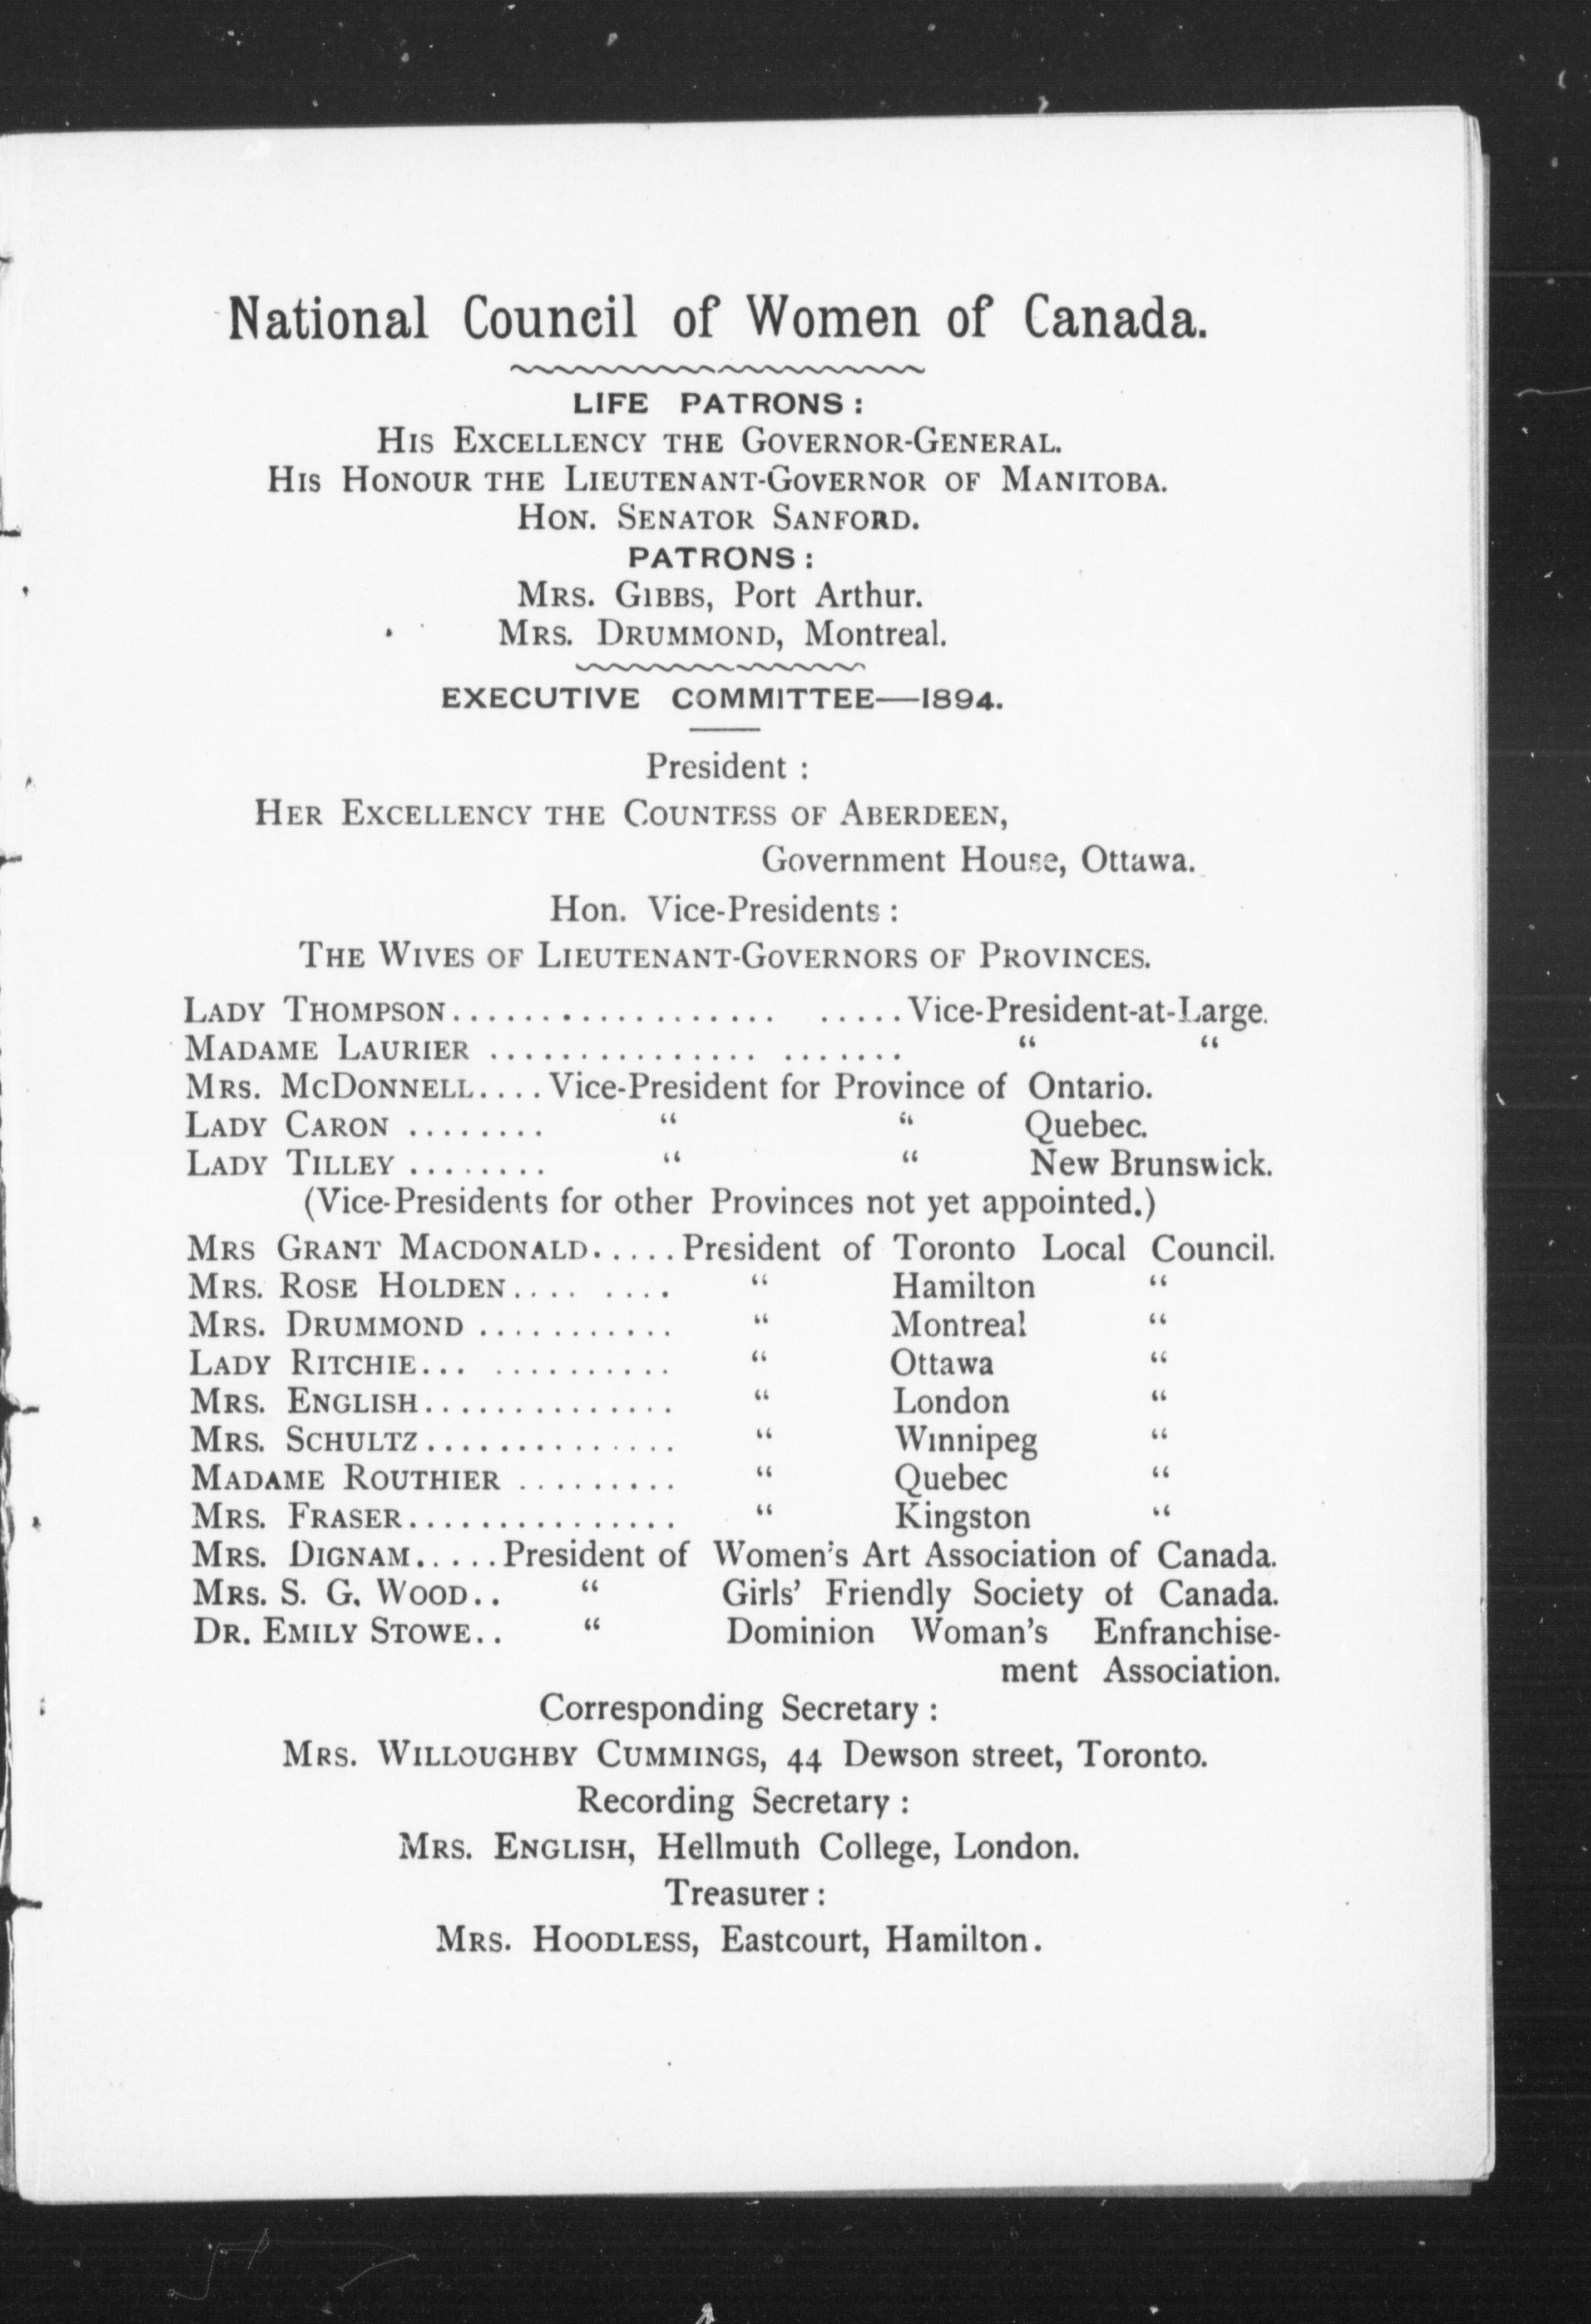 National Council of Women of Canada.
LIFE PATRONS:
HIS EXCELLENCY THE GOVERNOR-GENERAL.
HIS HONOUR THE LIEUTENANT-GOVERNOR OF MANITOBA.
HON. SENATOR SANFORD.
PATRONS:
MRS. GIBBS, Port Arthur.
MRS. DRUMMOND, Montreal.
EXECUTIVE COMMITTEE—1894.
President :
HER EXCELLENCY THE COUNTESS OF ABERDEEN,
Government House, Ottawa.
Hon. Vice-Presidents :
THE WIVES OF LIEUTENANT-GOVERNORS OF PROVINCES.
LADY THOMPSON.................. .....Vice-President-at-Large.
MADAME LAURIER ............... ....... “ “
MRS. MCDONNELL....Vice-President for Province of Ontario.
LADY CARON ........ “ “ Quebec.
LADY TILLEY ........ “ “ New Brunswick.
(Vice-Presidents for other Provinces not yet appointed.)
MRS GRANT MACDONALD.....President of Toronto Local Council.
MRS. ROSE HOLDEN.... .... “ Hamilton “
MRS. DRUMMOND ........... “ Montreal “
LADY RITCHIE... .......... “ Ottawa “
MRS. ENGLISH.............. “ London “
MRS. SCHULTZ.............. “ Winnipeg “
MADAME ROUTHIER ......... “ Quebec “
MRS. FRASER............... “ Kingston “
MRS. DIGNAM.....President of Women's Art Association of Canada.
MRS. S. G. WOOD.. “ Girls' Friendly Society of Canada.
DR. EMILY STOWE.. “ Dominion Woman's Enfranchise-
ment Association.
Corresponding Secretary :
MRS. WILLOUGHBY CUMMINGS, 44 Dewson street, Toronto.
Recording Secretary :
MRS. ENGLISH, Hellmuth College, London.
Treasurer :
MRS. HOODLESS, Eastcourt, Hamilton.